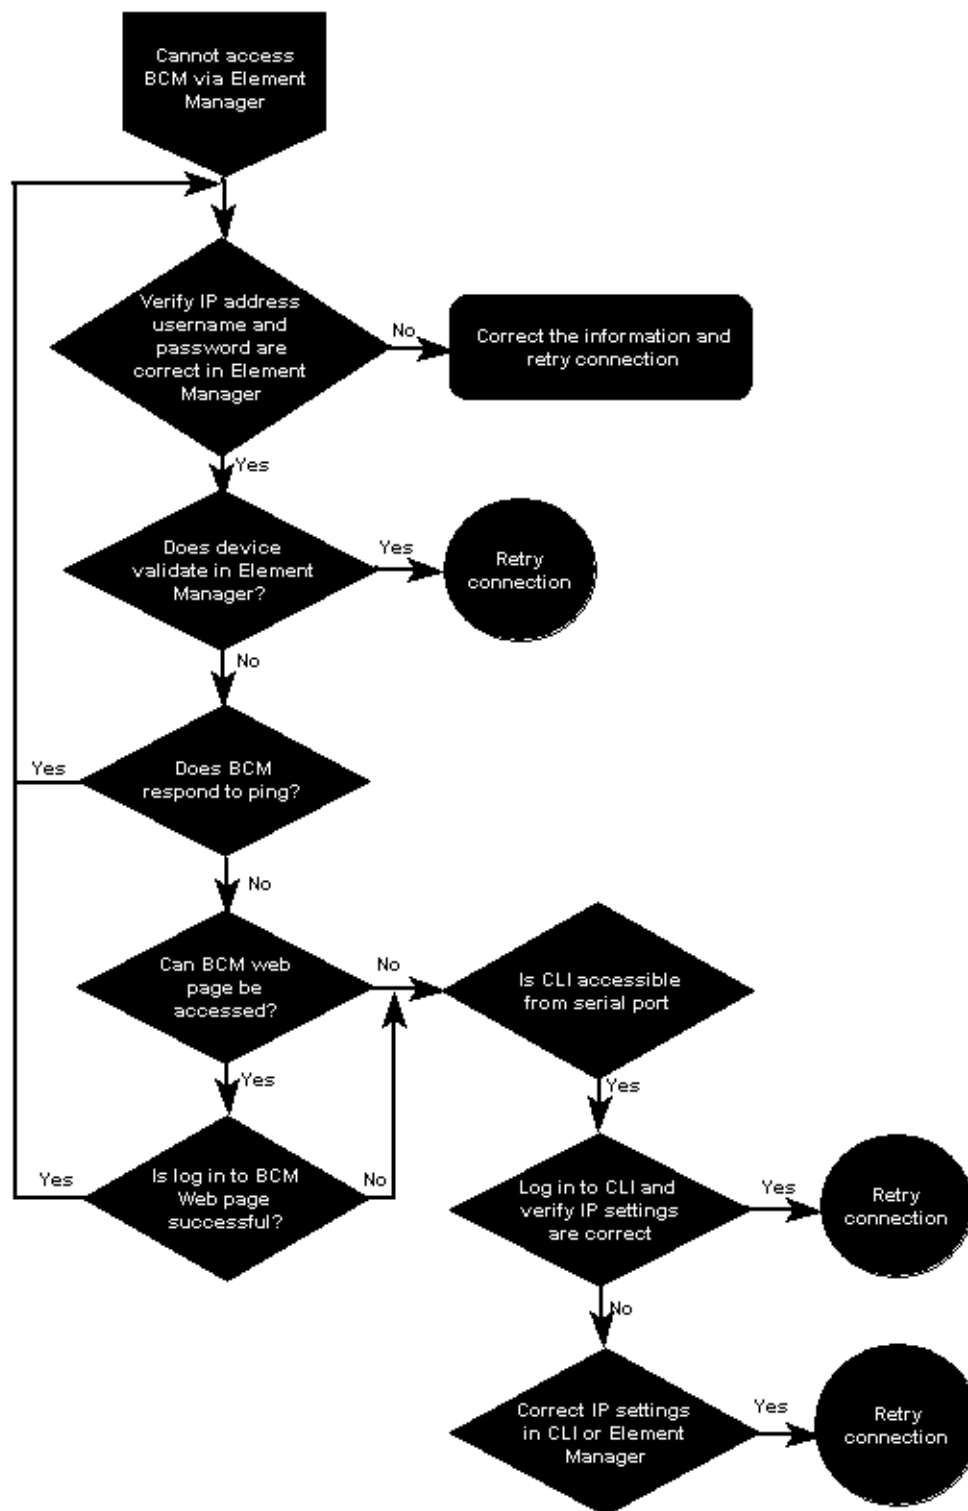 Cannot access
BCM via Element
Manager
Verify IP address
username and
password are
correct in Element
Manager
No
Correct the information and
retry connection
Yes
Does device
validate in Element
Manager?
Yes
Retry
connection
No
Does BCM
respond to ping?
Yes
No
Can BCM web
page be
accessed?
No
Is CLI accessible
from serial port
Yes
Yes
Is log in to BCM
Web page
successful?
Yes
No
Log in to CLI and
verify IP settings
are correct
Yes
Retry
connection
No
Correct IP settings
in CLI or Element
Manager
Yes
Retry
connection